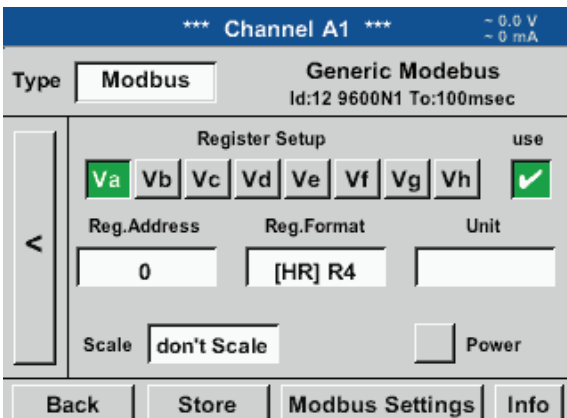 *** Channel A1 ***
~ 0.0 V
~ 0 mA
Type Modbus
Generic Modebus
Id:12 9600N1 To:100msec
Register Setup use
Va Vb Vc Vd Ve Vf Vg Vh
<
Reg.Address Reg.Format Unit
0 [HR] R4
Scale don't Scale Power
Back Store Modbus Settings Info